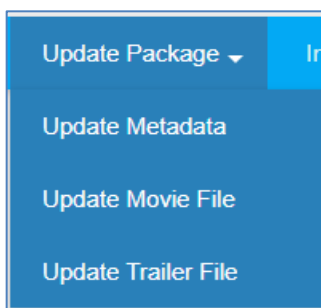 Update Package
Update Metadata
Update Movie File
Update Trailer File